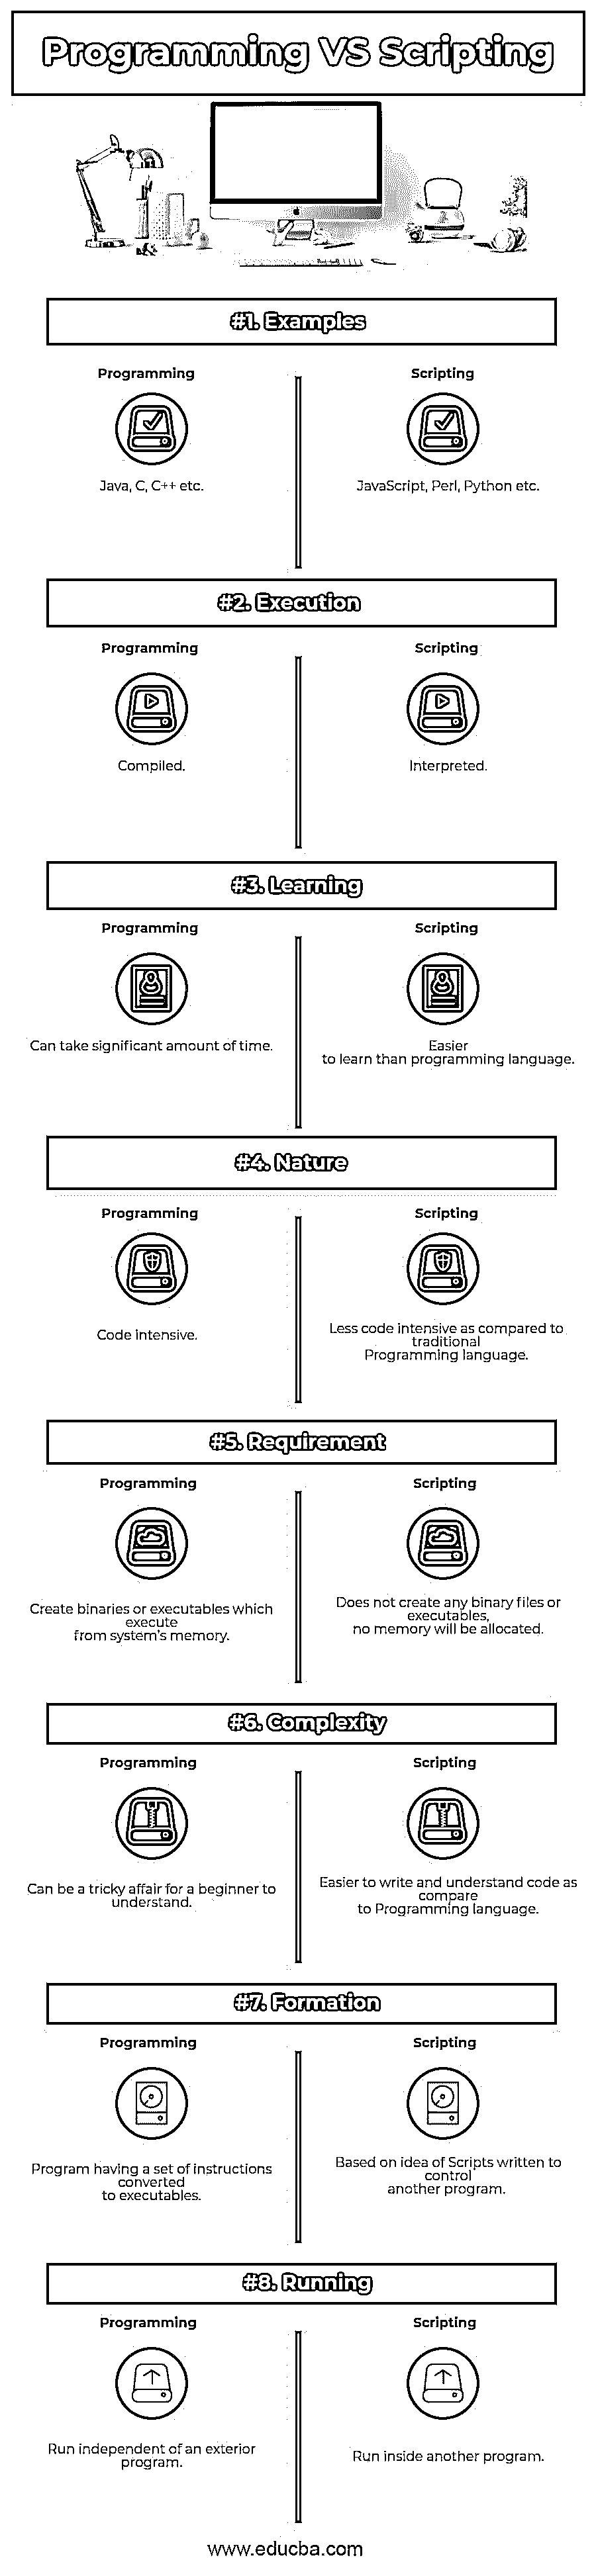 Programming VS Scripting
#1. Examples
Programming
Scripting
Java, C, C++ etc.
JavaScript, Perl, Python etc.
#2. Execution
Programming
Scripting
Compiled.
Interpreted.
#3. Learning
Programming
Scripting
Can take significant amount of time.
Easier
to learn than programming language.
#4. Nature
Programming
Scripting
Code intensive.
Less code intensive as compared to
traditional
Programming language.
#5. Requirement
Programming
Scripting
Create binaries or executables which
execute
from system's memory.
Does not create any binary files or
executables,
no memory will be allocated.
#6. Complexity
Programming
Scripting
Can be a tricky affair for a beginner to
understand.
Easier to write and understand code as
compare
to Programming language.
#7. Formation
Programming
Scripting
Program having a set of instructions
converted
to executables.
Based on idea of Scripts written to
control
another program.
#8. Running
Programming
Scripting
Run independent of an exterior
program.
Run inside another program.
www.educba.com